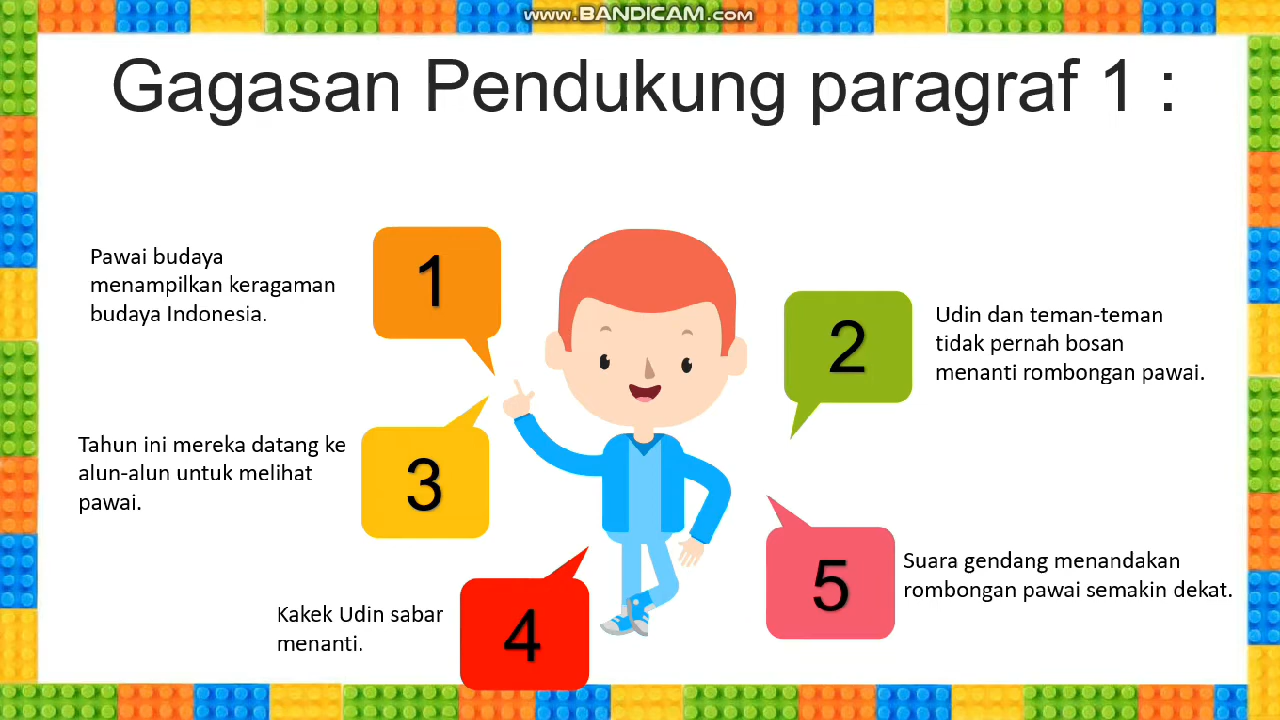 www.BANDICAM.com
Gagasan Pendukung paragraf 1 :
1
Pawai budaya
menampilkan keragaman
budaya Indonesia.
2
Udin dan teman-teman
tidak pernah bosan
menanti rombongan pawai.
3
Tahun ini mereka datang ke
alun-alun untuk melihat
pawai.
4
Kakek Udin sabar
menanti.
5
Suara gendang menandakan
rombongan pawai semakin dekat.